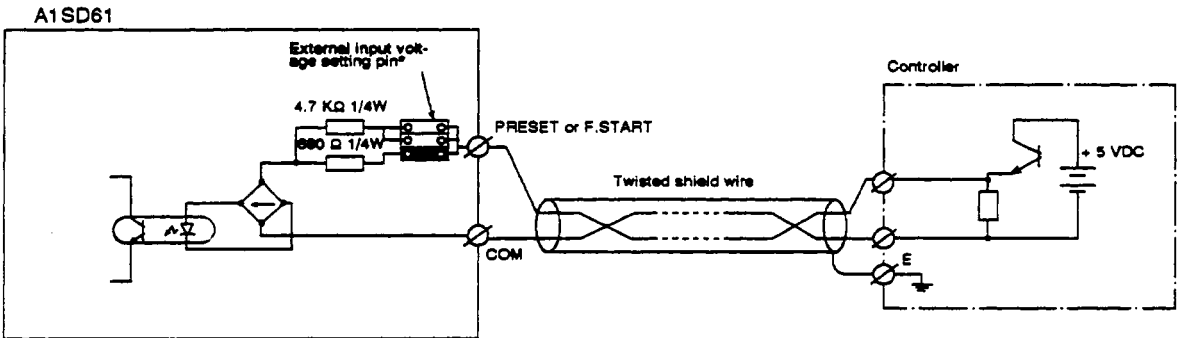 A1SD61
External input volt-
age setting pin*
4.7 KΩ 1/4W
680 Ω 1/4W
PRESET or F.START
COM
Twisted shield wire
Controller
+ 5 VDC
E